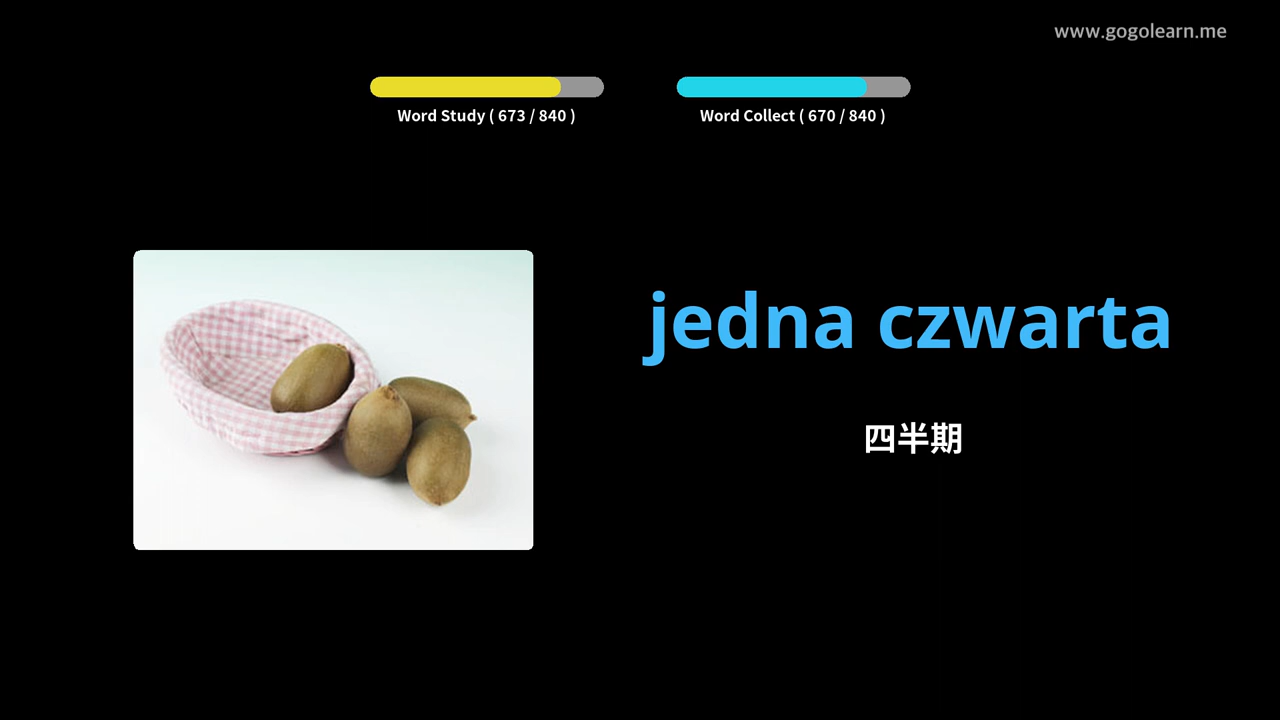 www.gogolearn.me
Word Study ( 673 / 840 )
Word Collect ( 670 / 840 )
jedna czwarta
四半期